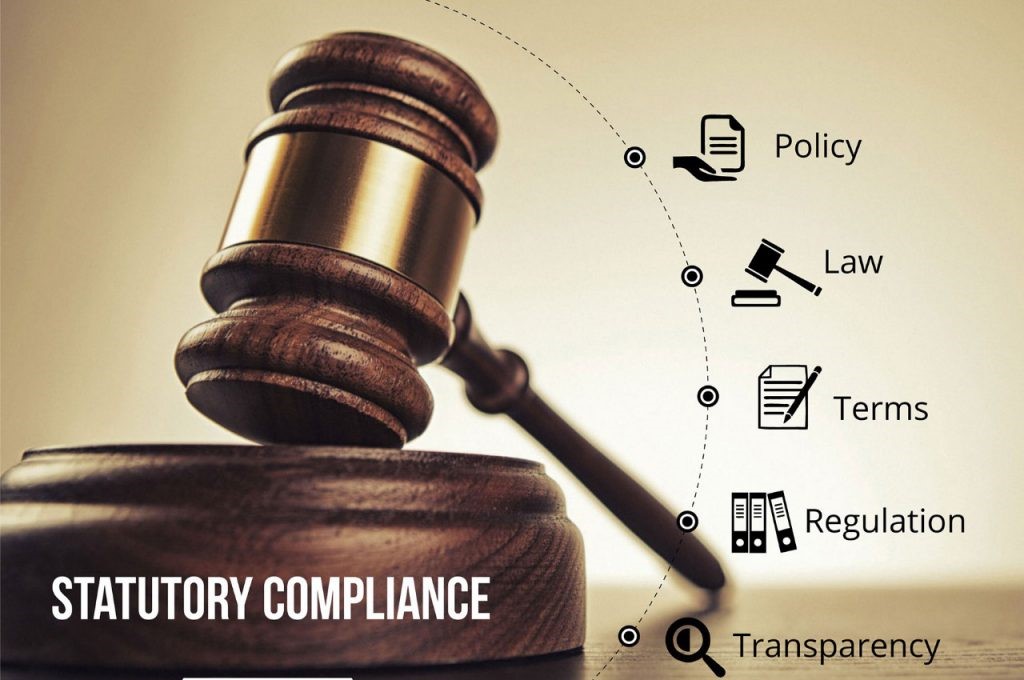 Policy
Law
Terms
Regulation
STATUTORY COMPLIANCE
Transparency